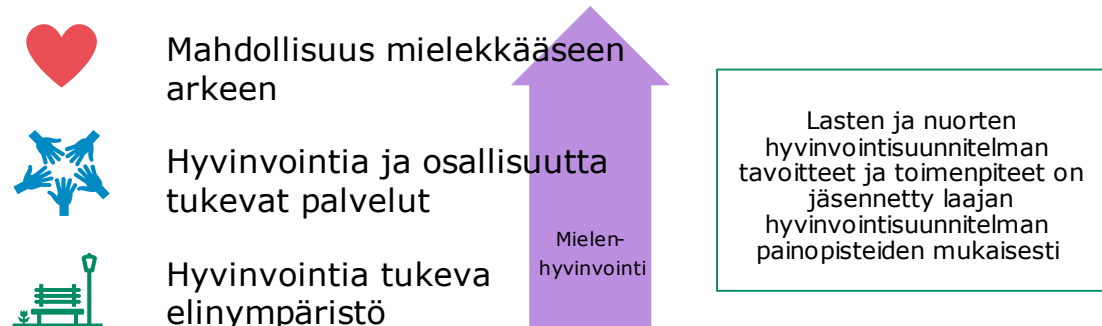 Mahdollisuus mielekkääseen
arkeen
Hyvinvointia ja osallisuutta
tukevat palvelut
Hyvinvointia tukeva
elinympäristö
Mielen-
hyvinvointi
Lasten ja nuorten
hyvinvointisuunnitelman
tavoitteet ja toimenpiteet on
jäsennetty laajan
hyvinvointisuunnitelman
painopisteiden mukaisesti